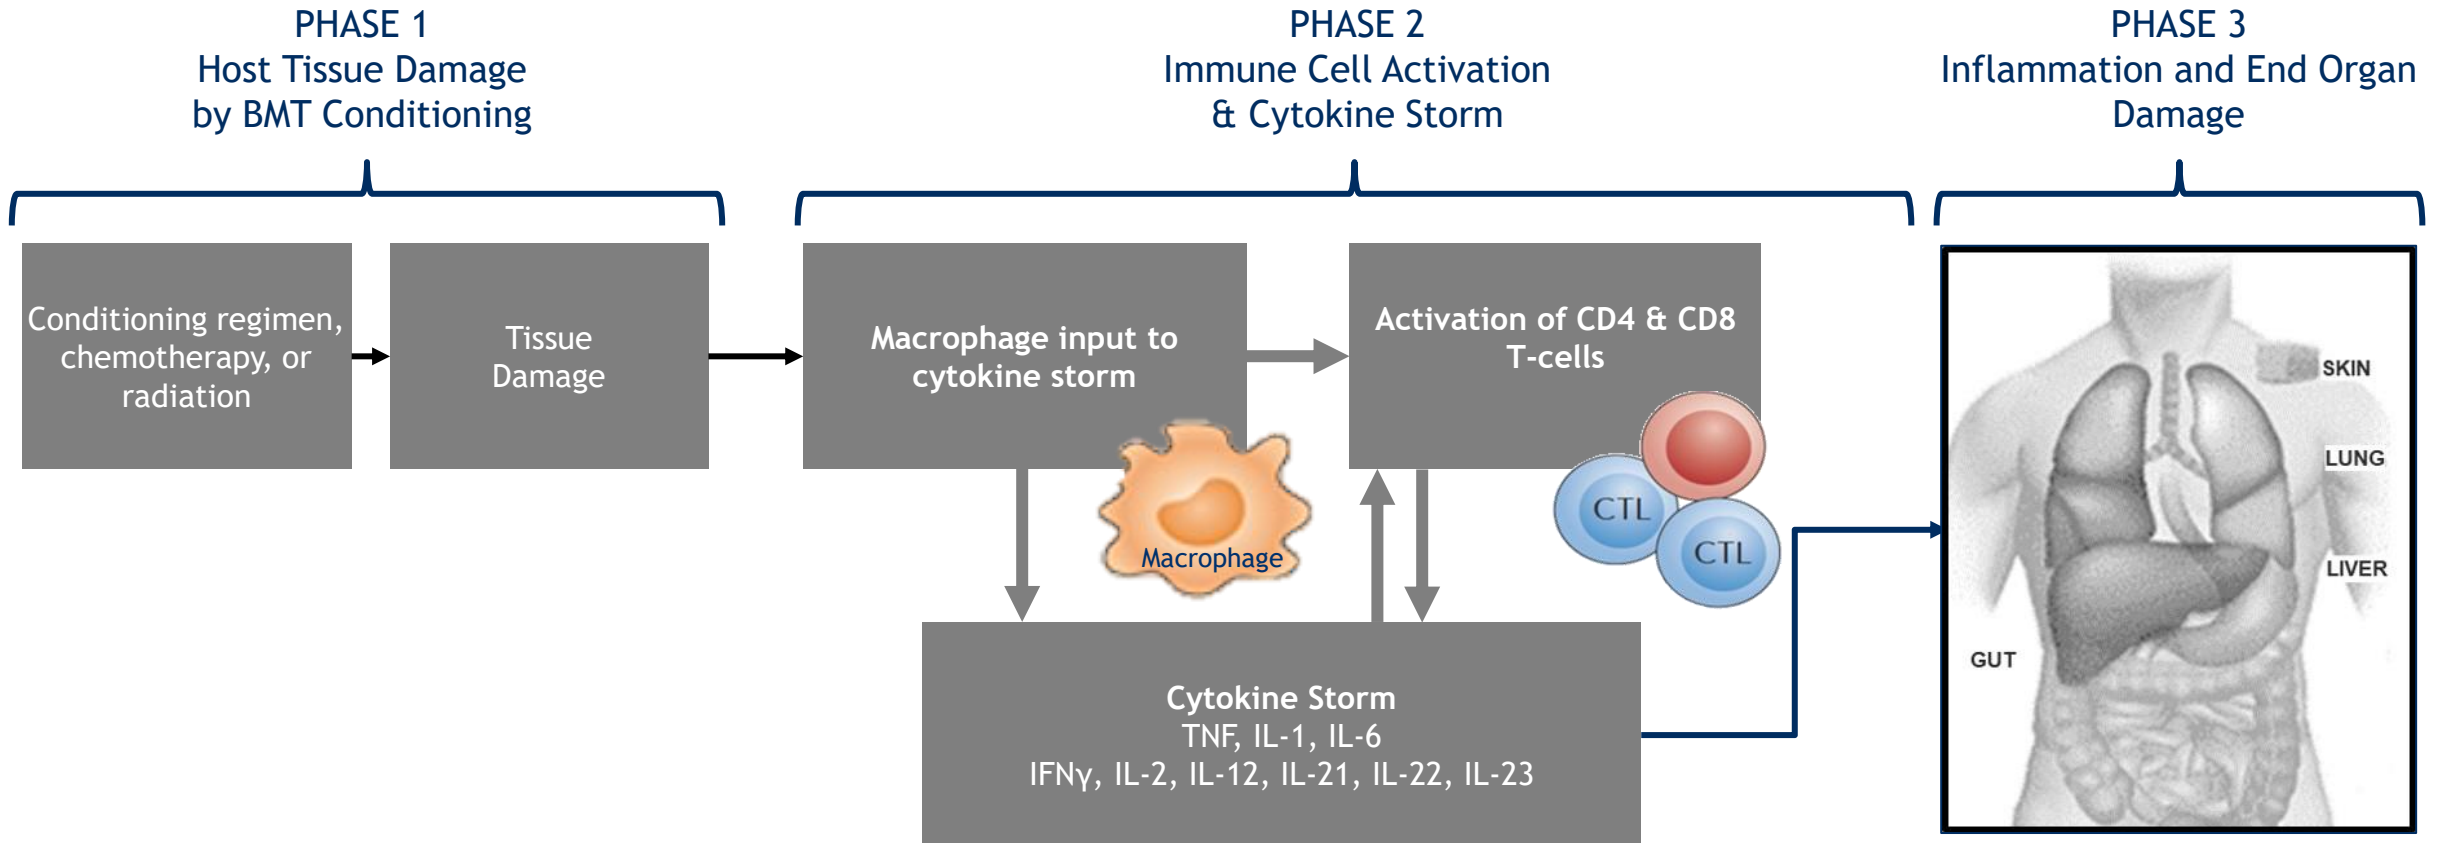 PHASE 1
Host Tissue Damage
by BMT Conditioning
PHASE 2
Immune Cell Activation
& Cytokine Storm
PHASE 3
Inflammation and End Organ
Damage
Conditioning regimen,
chemotherapy, or
radiation
Tissue
Damage
Macrophage input to
cytokine storm
Macrophage
Activation of CD4 & CD8
T-cells
CTL
CTL
Cytokine Storm
TNF, IL-1, IL-6
IFNγ, IL-2, IL-12, IL-21, IL-22, IL-23
SKIN
LUNG
LIVER
GUT